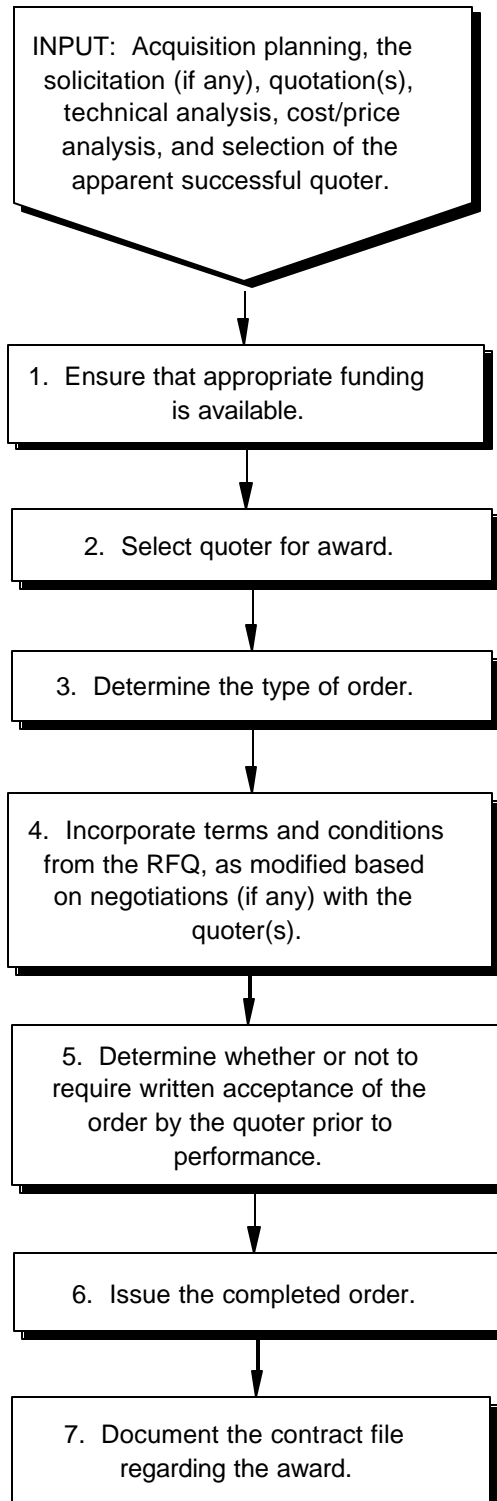 INPUT:  Acquisition planning, the
solicitation (if any), quotation(s),
technical analysis, cost/price
analysis, and selection of the
apparent successful quoter.
1.  Ensure that appropriate funding
is available.
2.  Select quoter for award.
3.  Determine the type of order.
4.  Incorporate terms and conditions
from the RFQ, as modified based
on negotiations (if any) with the
quoter(s).
5.  Determine whether or not to
require written acceptance of the
order by the quoter prior to
performance.
6.  Issue the completed order.
7.  Document the contract file
regarding the award.